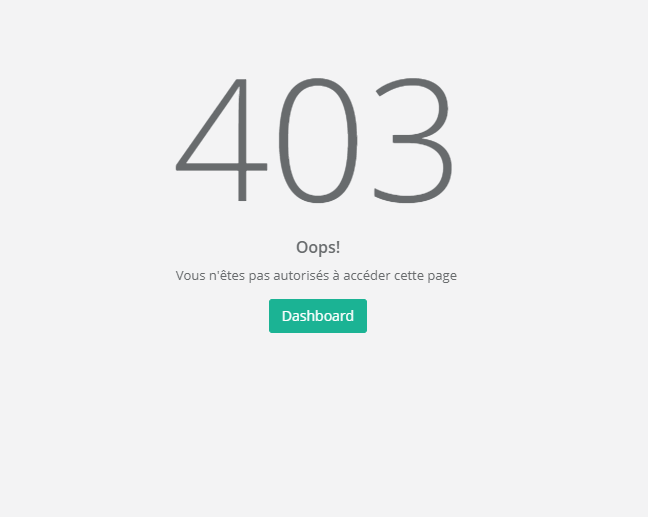 403
Oops!
Vous n'êtes pas autorisés à accéder cette page
Dashboard